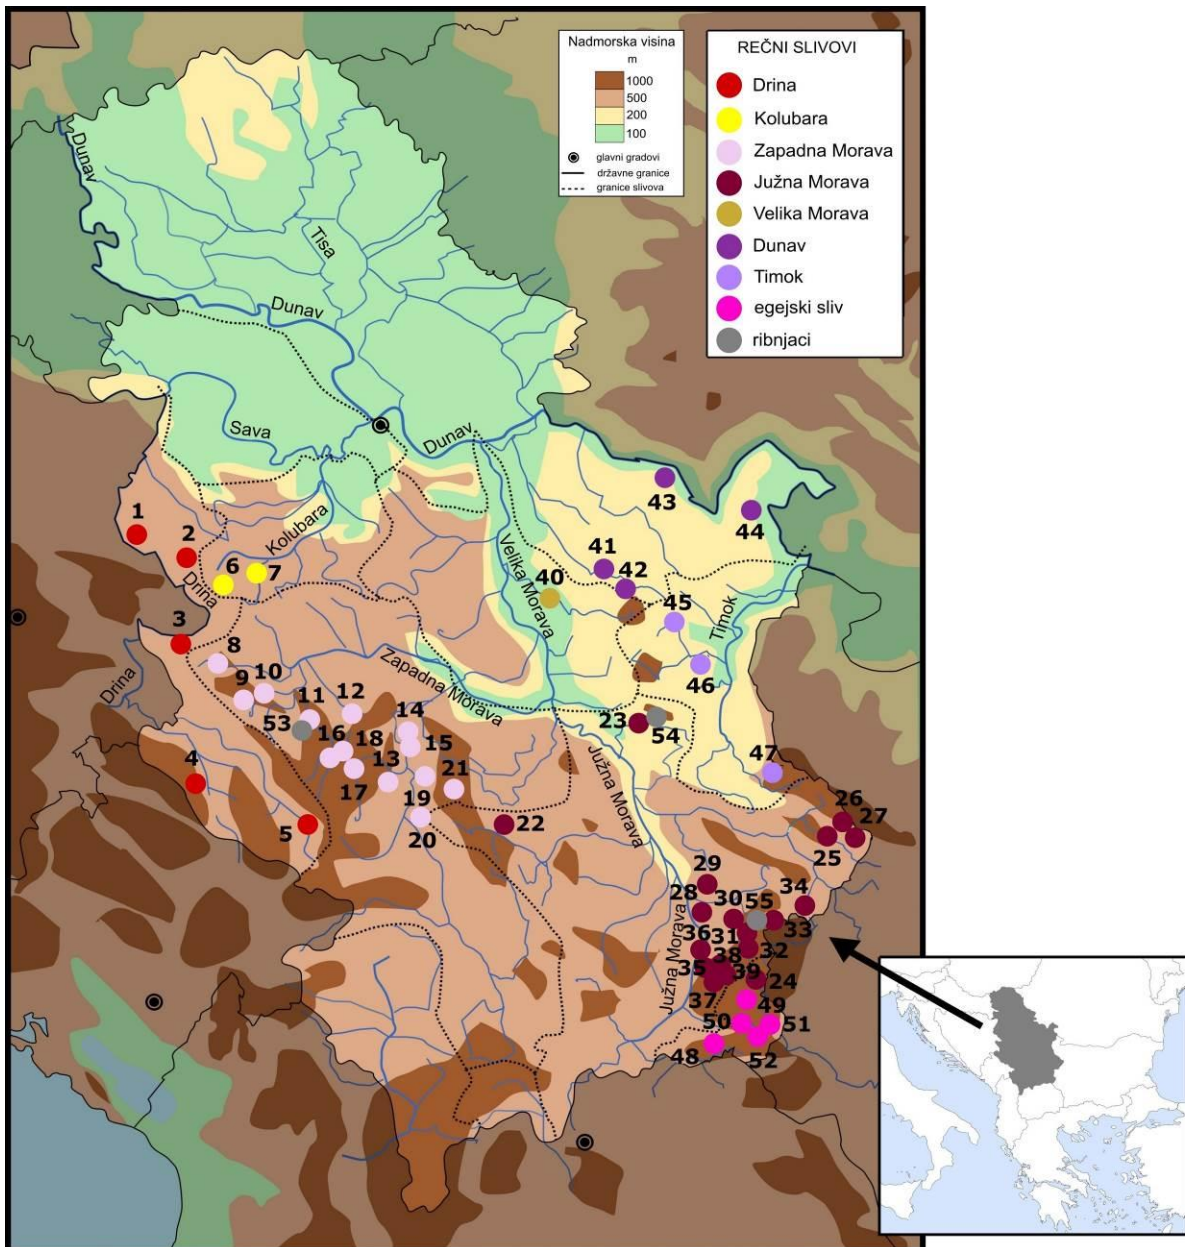 Nadmorska visina
m
1000
500
200
100
glavni gradovi
državne granice
granice slivova
REČNI SLIVOVI
Drina
Kolubara
Zapadna Morava
Južna Morava
Velika Morava
Dunav
Timok
egejski sliv
ribnjaci
Dunav
Tisa
Dunav
Sava
Dunav
Kolubara
Drina
Drina
Velika Morava
Zapadna Morava
Timok
Južna Morava
Južna Morava
1
2
3
4
5
6
7
8
9
10
11
12
13
14
15
16
17
18
19
20
21
22
23
24
25
26
27
28
29
30
31
32
33
34
35
36
37
38
39
40
41
42
43
44
45
46
47
48
49
50
51
52
53
54
55